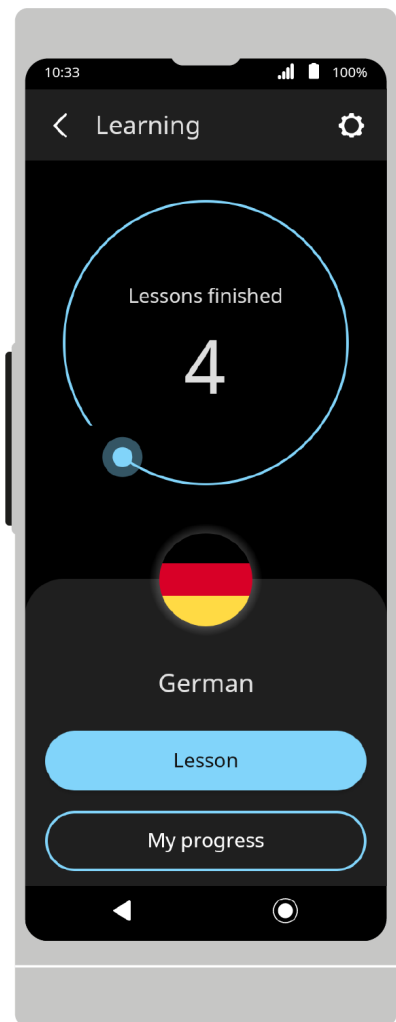 10:33 100%
Learning
Lessons finished
4
German
Lesson
My progress